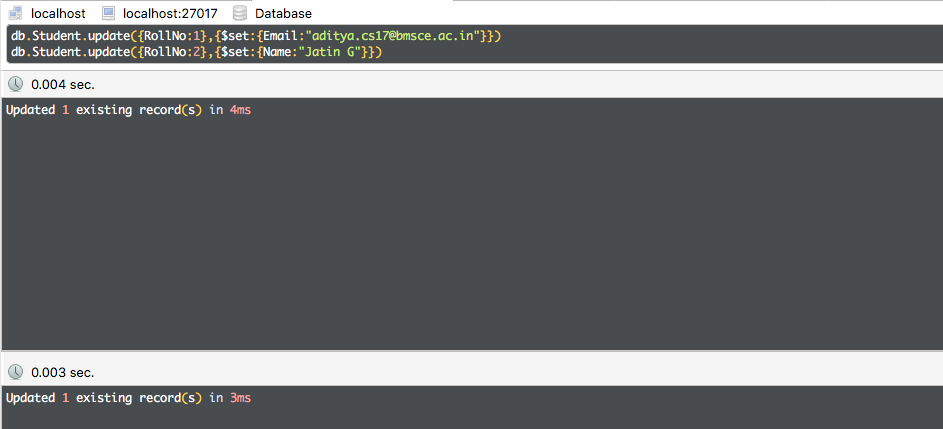 localhost localhost:27017 Database
db.Student.update({RollNo:1},{$set:{Email:"aditya.cs17@bmsce.ac.in"}})
db.Student.update({RollNo:2},{$set:{Name:"Jatin G"}})
0.004 sec.
Updated 1 existing record(s) in 4ms
0.003 sec.
Updated 1 existing record(s) in 3ms